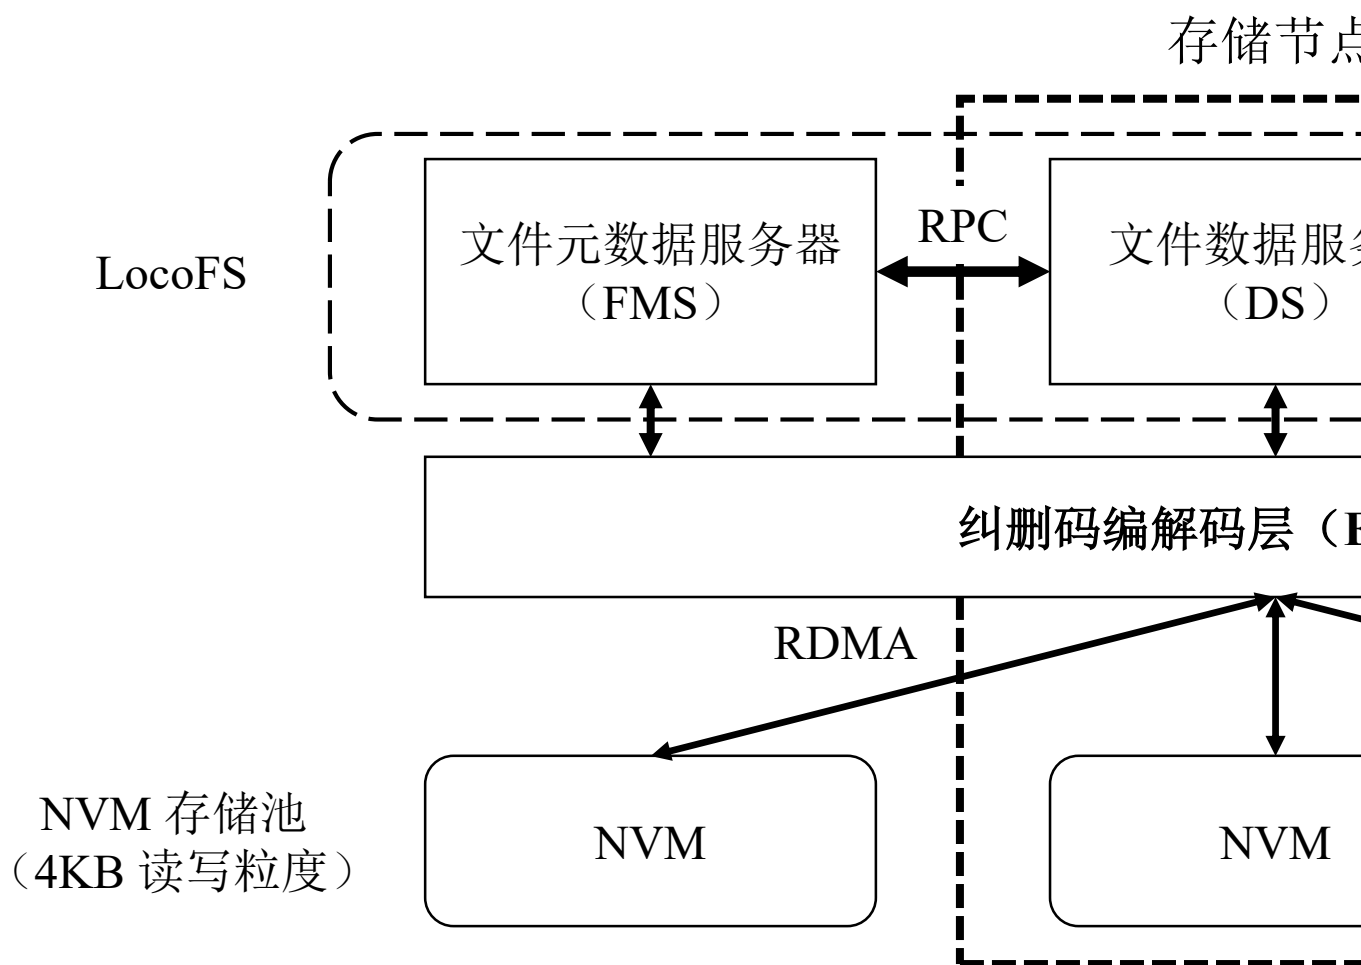 存储节点
文件元数据服务器
（FMS）
RPC
文件数据服务
（DS）
LocoFS
纠删码编解码层（E
RDMA
NVM 存储池
（4KB 读写粒度）
NVM
NVM